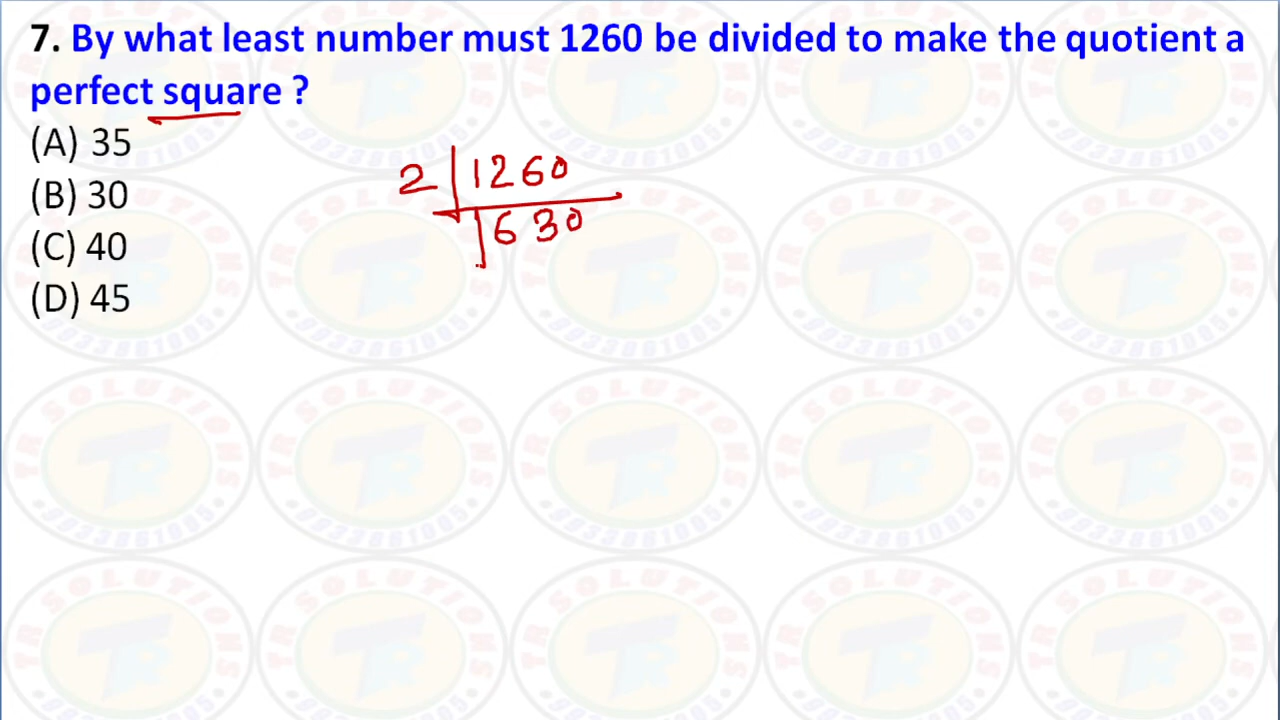 7. By what least number must 1260 be divided to make the quotient a
perfect square ?
(A) 35
(B) 30
(C) 40
(D) 45
2 1260
630